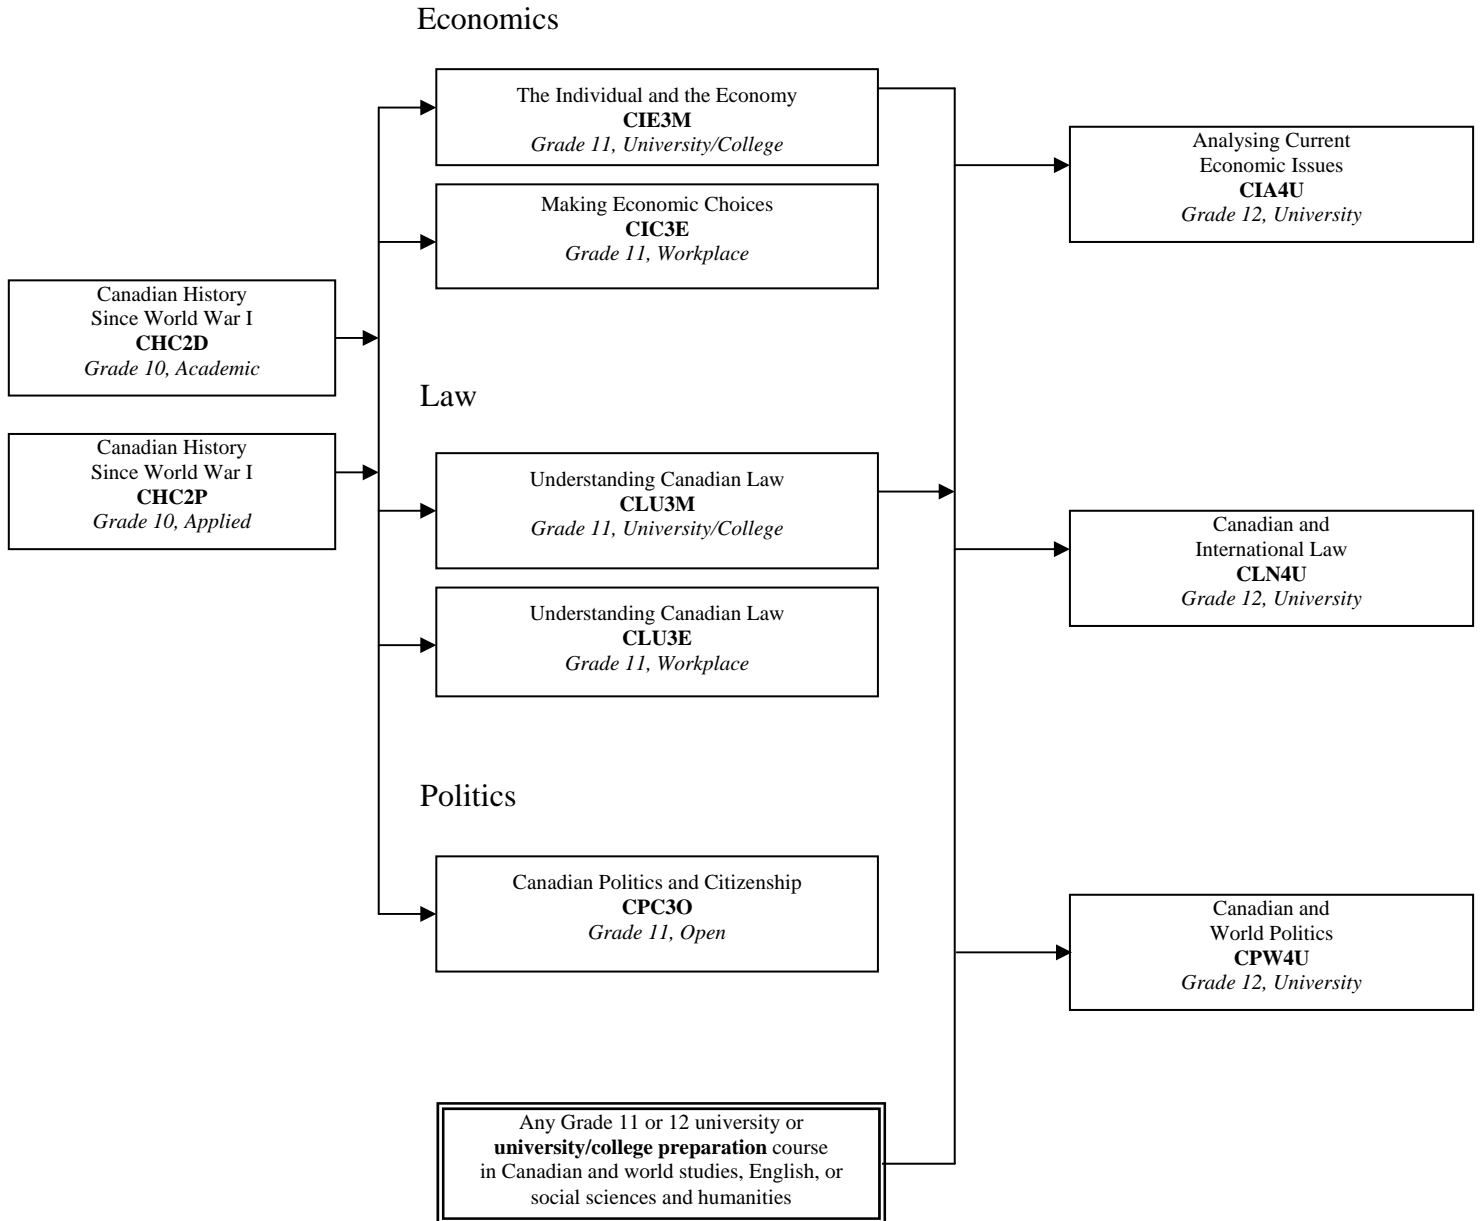 Economics
The Individual and the Economy
CIE3M
Grade 11, University/College
Making Economic Choices
CIC3E
Grade 11, Workplace
Canadian History
Since World War I
CHC2D
Grade 10, Academic
Canadian History
Since World War I
CHC2P
Grade 10, Applied
Law
Understanding Canadian Law
CLU3M
Grade 11, University/College
Understanding Canadian Law
CLU3E
Grade 11, Workplace
Politics
Canadian Politics and Citizenship
CPC3O
Grade 11, Open
Any Grade 11 or 12 university or
university/college preparation course
in Canadian and world studies, English, or
social sciences and humanities
Analysing Current
Economic Issues
CIA4U
Grade 12, University
Canadian and
International Law
CLN4U
Grade 12, University
Canadian and
World Politics
CPW4U
Grade 12, University